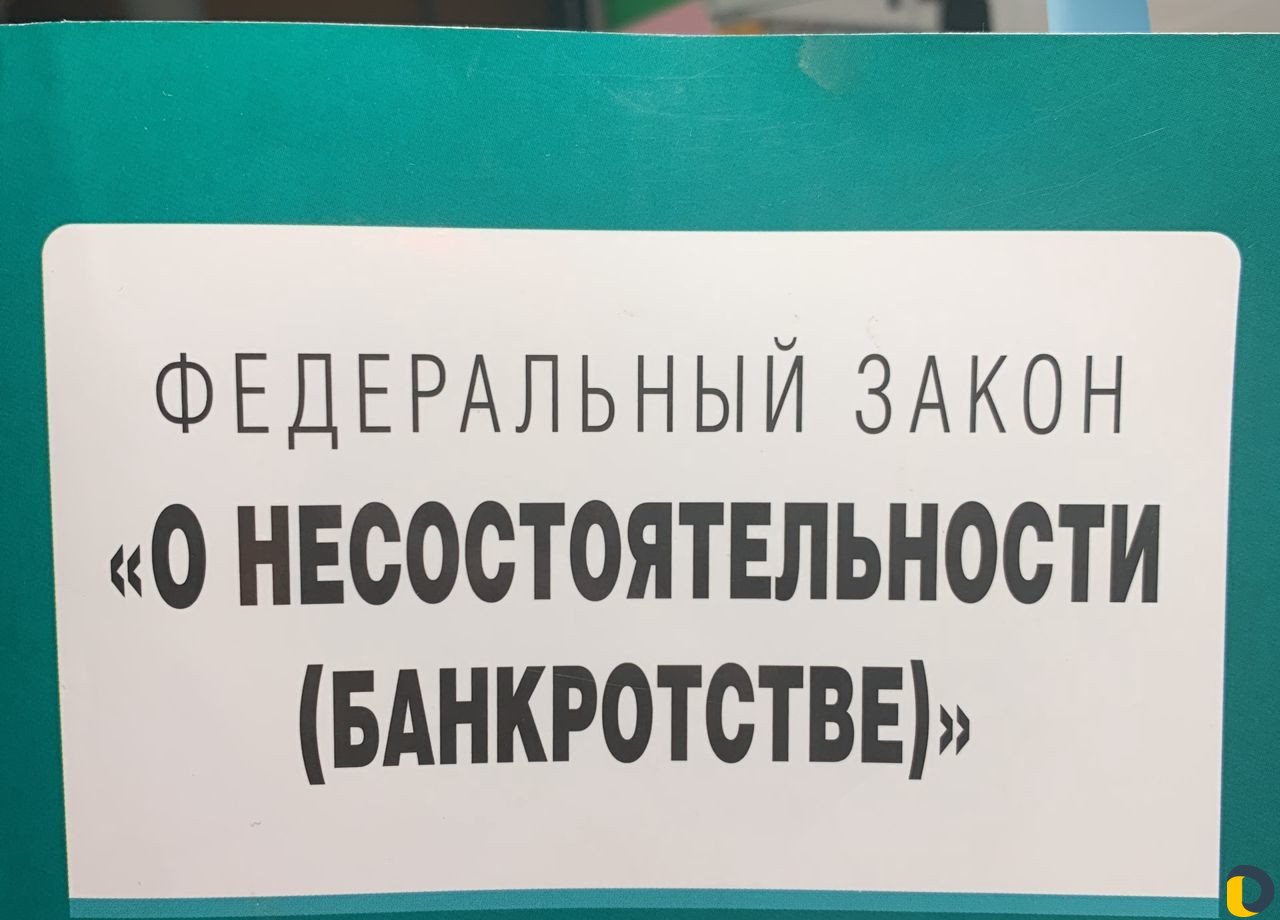 ФЕДЕРАЛЬНЫЙ ЗАКОН
«О НЕСОСТОЯТЕЛЬНОСТИ
(БАНКРОТСТВЕ)»